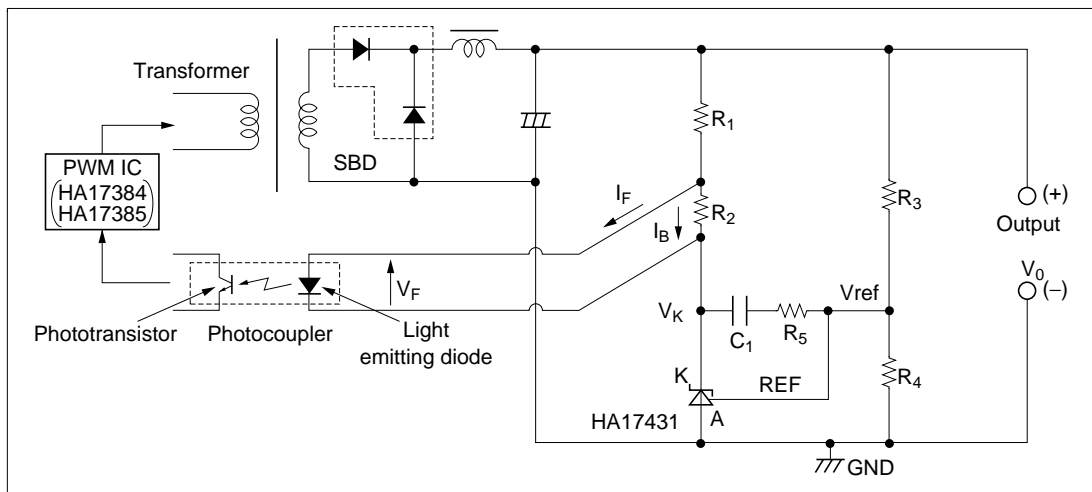 Transformer
SBD
PWM IC
(HA17384
HA17385)
R1
R2
R3
IF
IB
(+)
Output
V0
(−)
VF
Phototransistor
Photocoupler
Light
emitting diode
VK
C1
R5
Vref
R4
K
REF
A
HA17431
GND